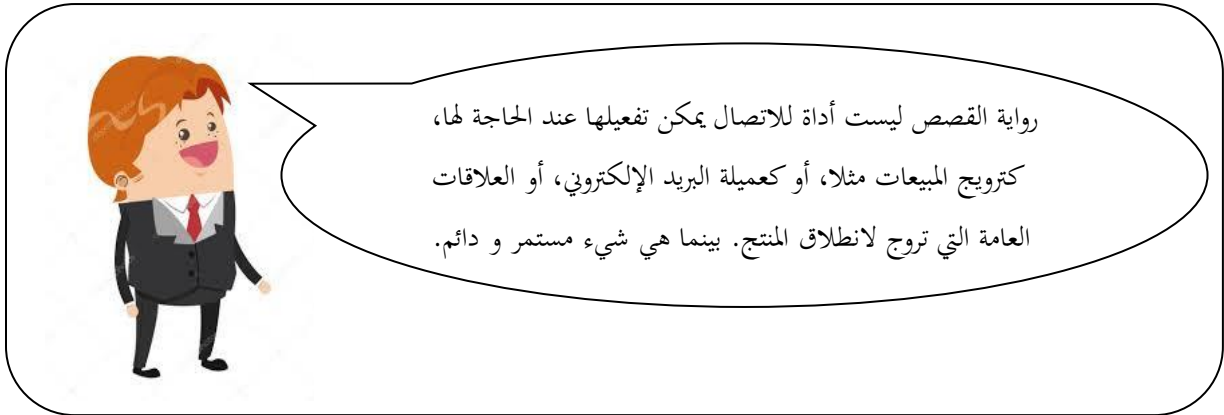 رواية القصص ليست أداة للاتصال يمكن تفعيلها عند الحاجة لها،
كترويج المبيعات مثلا، أو كعميلة البريد الإلكتروني، أو العلاقات
العامة التي تروج لانطلاق المنتج. بينما هي شيء مستمر و دائم.